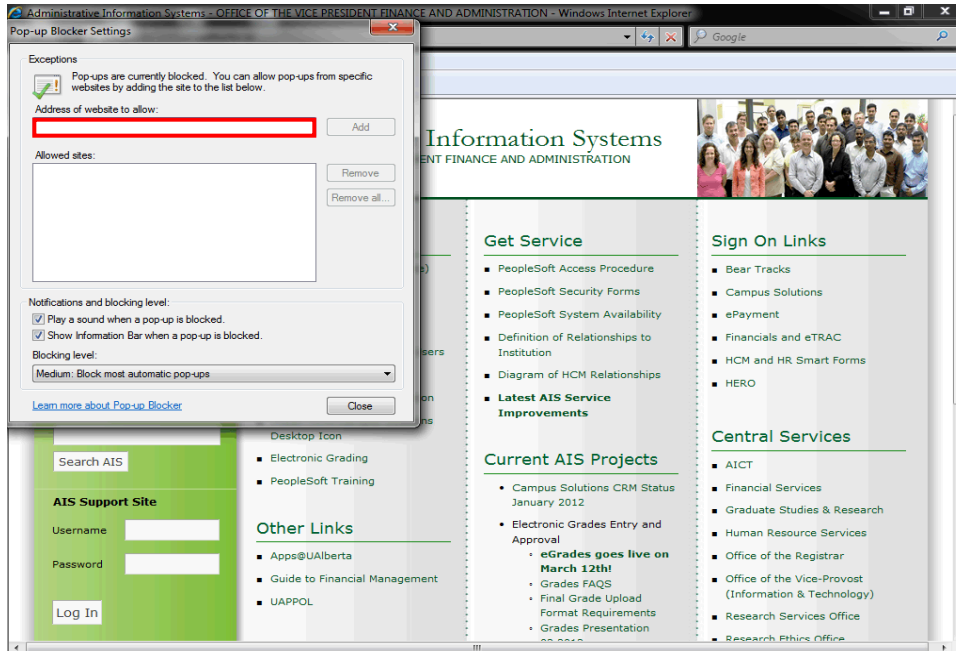 Administrative Information Systems - OFFICE OF THE VICE PRESIDENT FINANCE AND ADMINISTRATION - Windows Internet Explorer
Google
Pop-up Blocker Settings
Exceptions
Pop-ups are currently blocked. You can allow pop-ups from specific
websites by adding the site to the list below.
Address of website to allow:
Add
Allowed sites:
Remove
Remove all...
Notifications and blocking level:
Play a sound when a pop-up is blocked.
Show Information Bar when a pop-up is blocked.
Blocking level:
Medium: Block most automatic pop-ups
Learn more about Pop-up Blocker
Close
Information Systems
FINANCE AND ADMINISTRATION
Search AIS
AIS Support Site
Username
Password
Log In
Desktop Icon
Electronic Grading
PeopleSoft Training
Other Links
Apps@UAlberta
Guide to Financial Management
UAPPOL
Get Service
PeopleSoft Access Procedure
PeopleSoft Security Forms
PeopleSoft System Availability
Definition of Relationships to
Institution
Diagram of HCM Relationships
Latest AIS Service
Improvements
Current AIS Projects
Campus Solutions CRM Status
January 2012
Electronic Grades Entry and
Approval
eGrades goes live on
March 12th!
Grades FAQS
Final Grade Upload
Format Requirements
Grades Presentation
Sign On Links
Bear Tracks
Campus Solutions
ePayment
Financials and eTRAC
HCM and HR Smart Forms
HERO
Central Services
AICT
Financial Services
Graduate Studies & Research
Human Resource Services
Office of the Registrar
Office of the Vice-Provost
(Information & Technology)
Research Services Office
Research Ethics Office